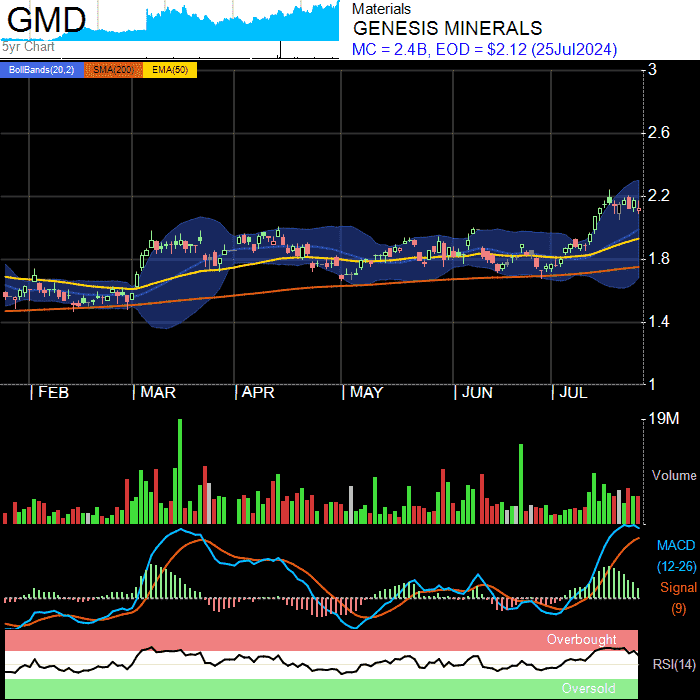 GMD
5yr Chart
Materials
GENESIS MINERALS
MC = 2.4B, EOD = $2.12 (25Jul2024)
BollBands(20,2) SMA(200) EMA(50)
3
2.6
2.2
1.8
1.4
1
| FEB | MAR | APR | MAY | JUN | JUL
19M
Volume
MACD
(12-26)
Signal
(9)
Overbought
RSI(14)
Oversold